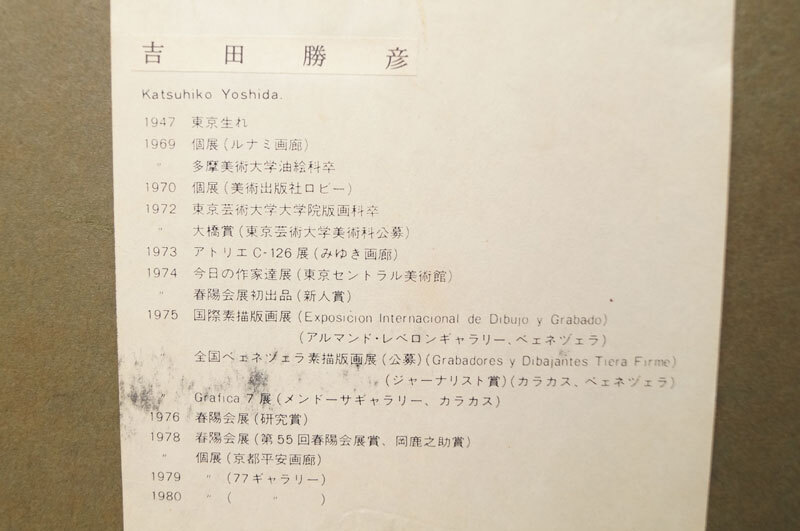 吉田勝彦
Katsuhiko Yoshida.
1947 東京生れ
1969 個展(ルナミ画廊)
〃 多摩美術大学油絵科卒
1970 個展(美術出版社ロビー)
1972 東京芸術大学大学院版画科卒
〃 大橋賞(東京芸術大学美術科公募)
1973 アトリエC-126展(みゆき画廊)
1974 今日の作家達展(東京セントラル美術館)
〃 春陽会展初出品(新人賞)
1975 国際素描版画展(Exposicion Internacional de Dibujo y Grabado)
(アルマンド・レベロンギャラリー、ベェネヅェラ)
全国ベェネヅェラ素描版画展(公募)(Grabadores y Dibajantes Tiera Firme)
(ジャーナリスト賞)(カラカス、ベェネヅェラ)
〃 Grafica 7展(メンドーサギャラリー、カラカス)
1976 春陽会展(研究賞)
1978 春陽会展(第55回春陽会展賞、岡鹿之助賞)
〃 個展(京都平安画廊)
1979 〃 (77ギャラリー)
1980 〃 ( 〃 )